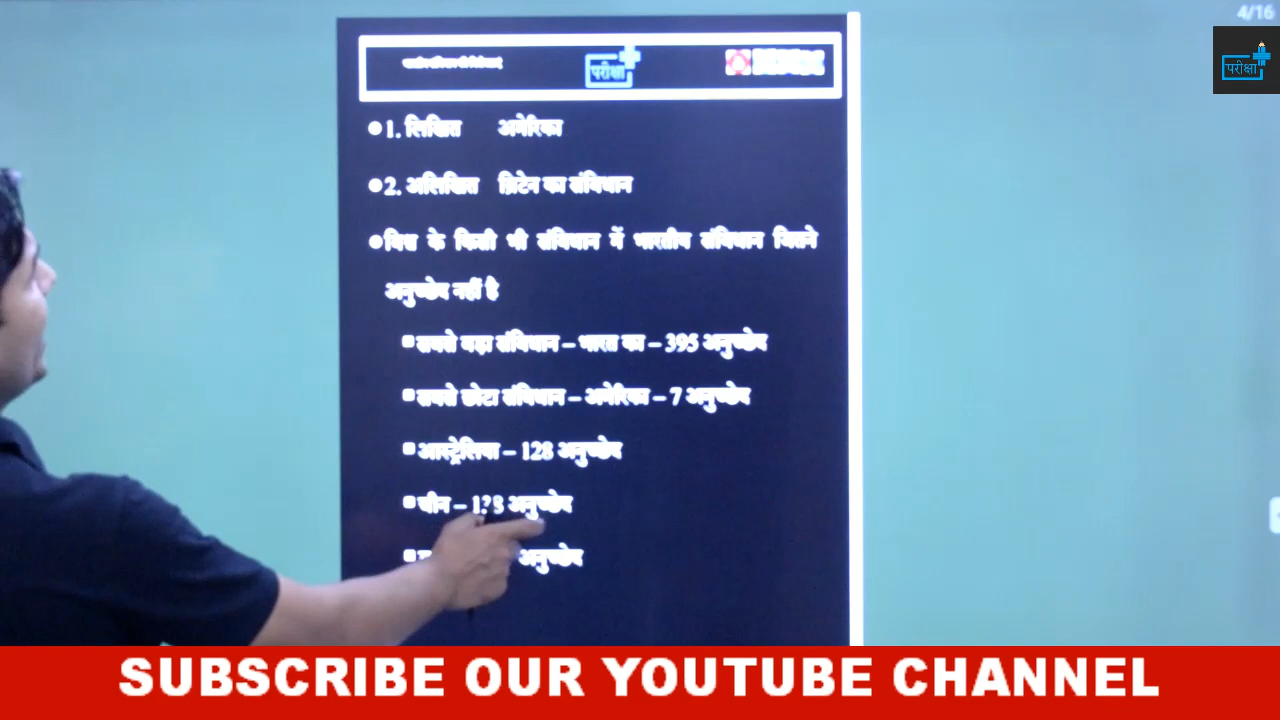 4/16
परीक्षा
परीक्षा
1. लिखित अमेरिका
2. अलिखित ब्रिटेन का संविधान
विश्व के किसी भी संविधान में भारतीय संविधान जितने
अनुच्छेद नहीं है
सबसे बड़ा संविधान – भारत का – 395 अनुच्छेद
सबसे छोटा संविधान – अमेरिका – 7 अनुच्छेद
आस्ट्रेलिया – 128 अनुच्छेद
चीन – 138 अनुच्छेद
अनुच्छेद
SUBSCRIBE OUR YOUTUBE CHANNEL